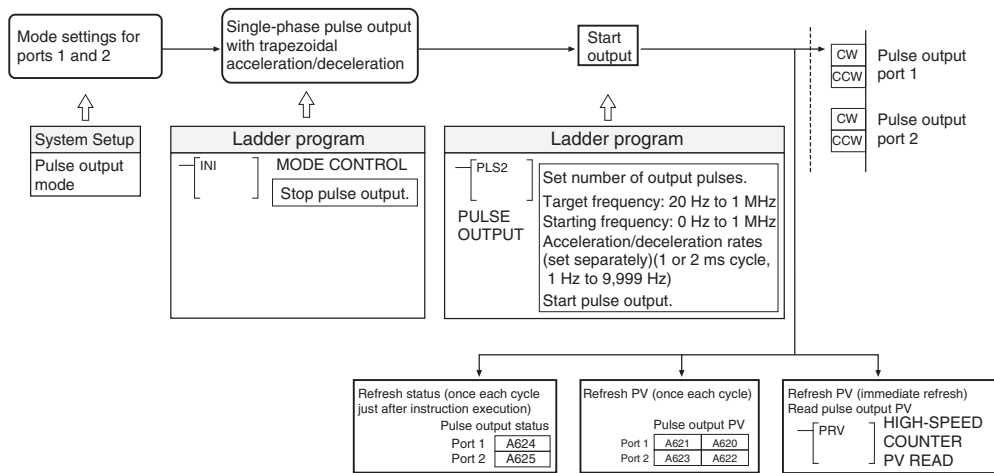 Mode settings for
ports 1 and 2
Single-phase pulse output
with trapezoidal
acceleration/deceleration
Start
output
CW
CCW
Pulse output
port 1
CW
CCW
Pulse output
port 2
System Setup
Pulse output
mode
Ladder program
INI
MODE CONTROL
Stop pulse output.
Ladder program
PLS2
PULSE
OUTPUT
Set number of output pulses.
Target frequency: 20 Hz to 1 MHz
Starting frequency: 0 Hz to 1 MHz
Acceleration/deceleration rates
(set separately)(1 or 2 ms cycle,
1 Hz to 9,999 Hz)
Start pulse output.
Refresh status (once each cycle
just after instruction execution)
Pulse output status
Port 1 A624
Port 2 A625
Refresh PV (once each cycle)
Pulse output PV
Port 1 A621 A620
Port 2 A623 A622
Refresh PV (immediate refresh)
Read pulse output PV
PRV
HIGH-SPEED
COUNTER
PV READ